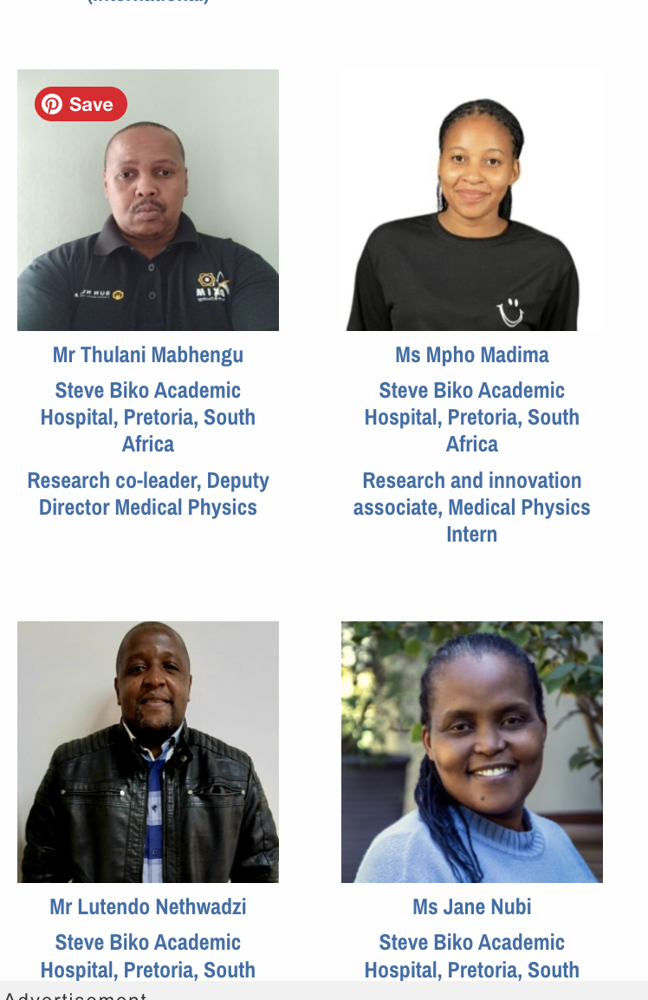 (International)
Save
Mr Thulani Mabhengu
Steve Biko Academic
Hospital, Pretoria, South
Africa
Research co-leader, Deputy
Director Medical Physics
Ms Mpho Madima
Steve Biko Academic
Hospital, Pretoria, South
Africa
Research and innovation
associate, Medical Physics
Intern
Mr Lutendo Nethwadzi
Steve Biko Academic
Hospital, Pretoria, South
Ms Jane Nubi
Steve Biko Academic
Hospital, Pretoria, South
Advertisement